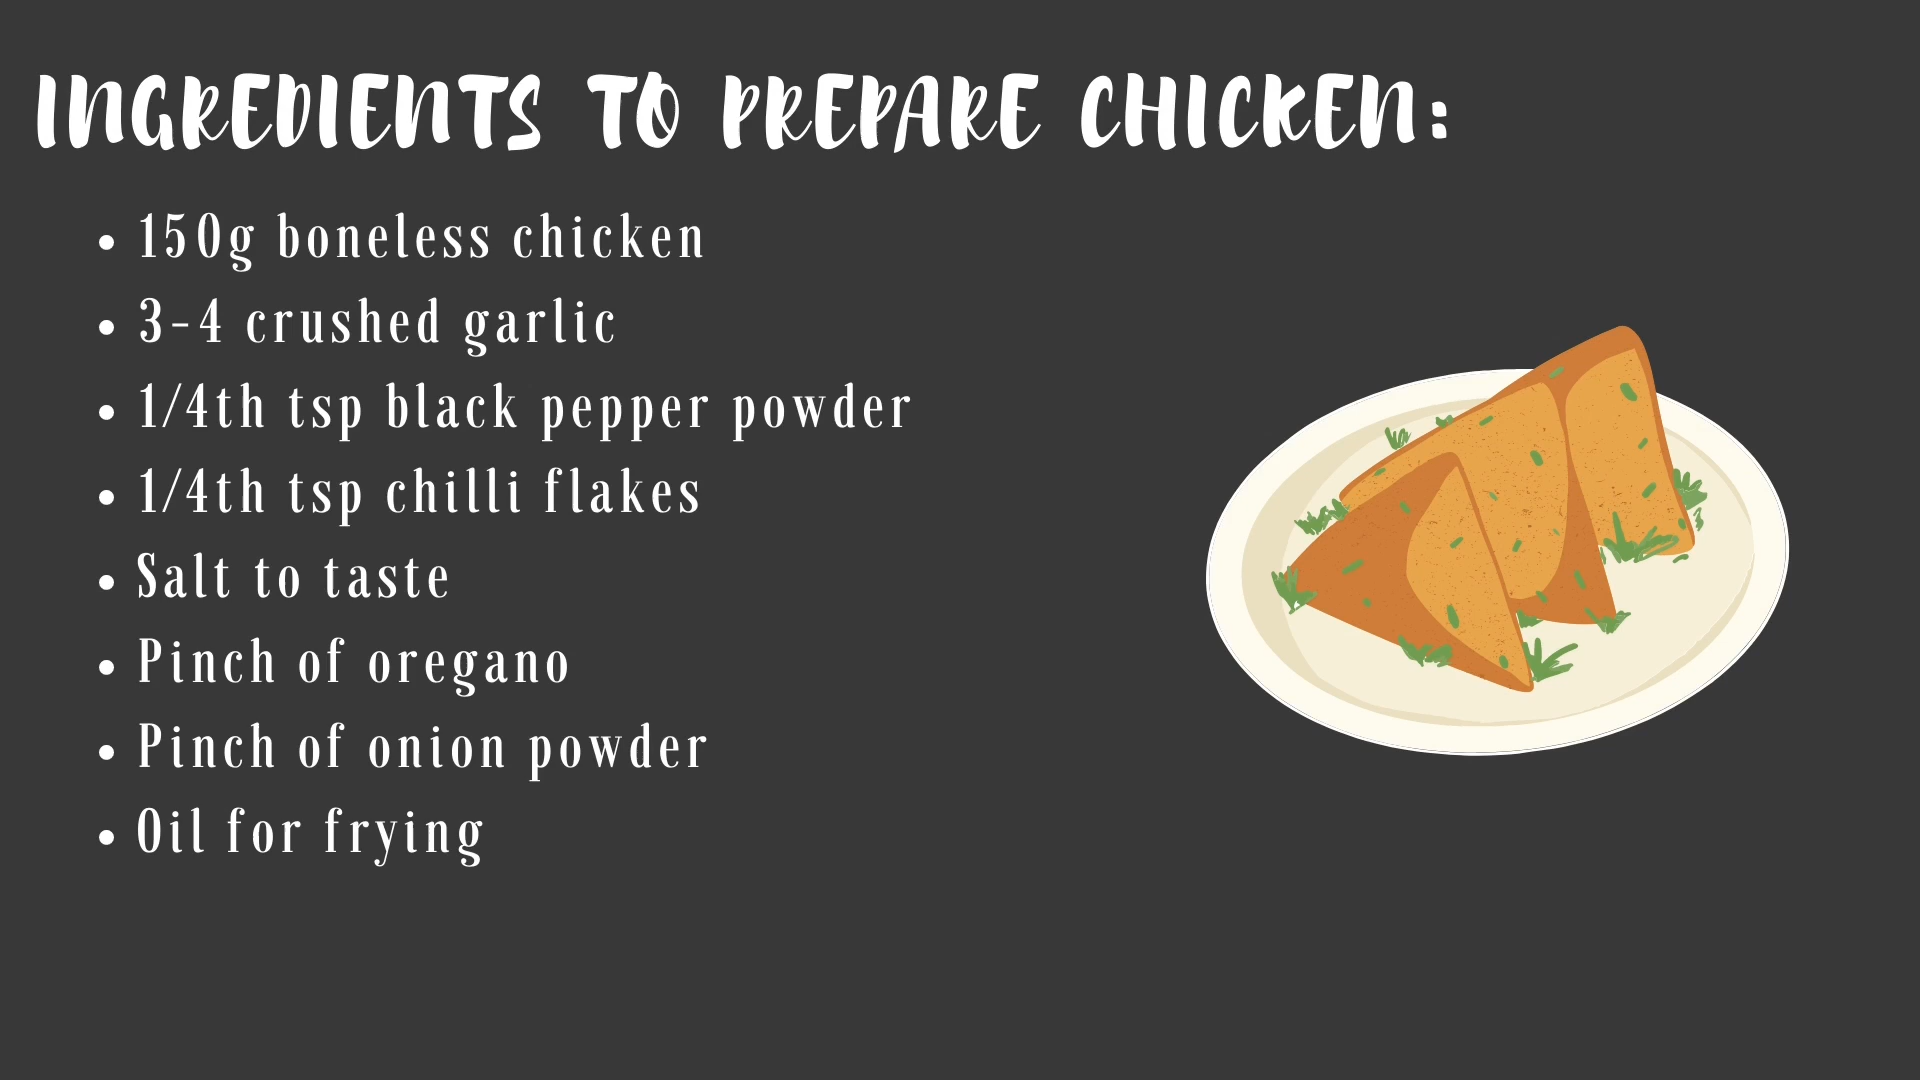 INGREDIENTS TO PREPARE CHICKEN:
• 150g boneless chicken
• 3-4 crushed garlic
• 1/4th tsp black pepper powder
• 1/4th tsp chilli flakes
• Salt to taste
• Pinch of oregano
• Pinch of onion powder
• Oil for frying